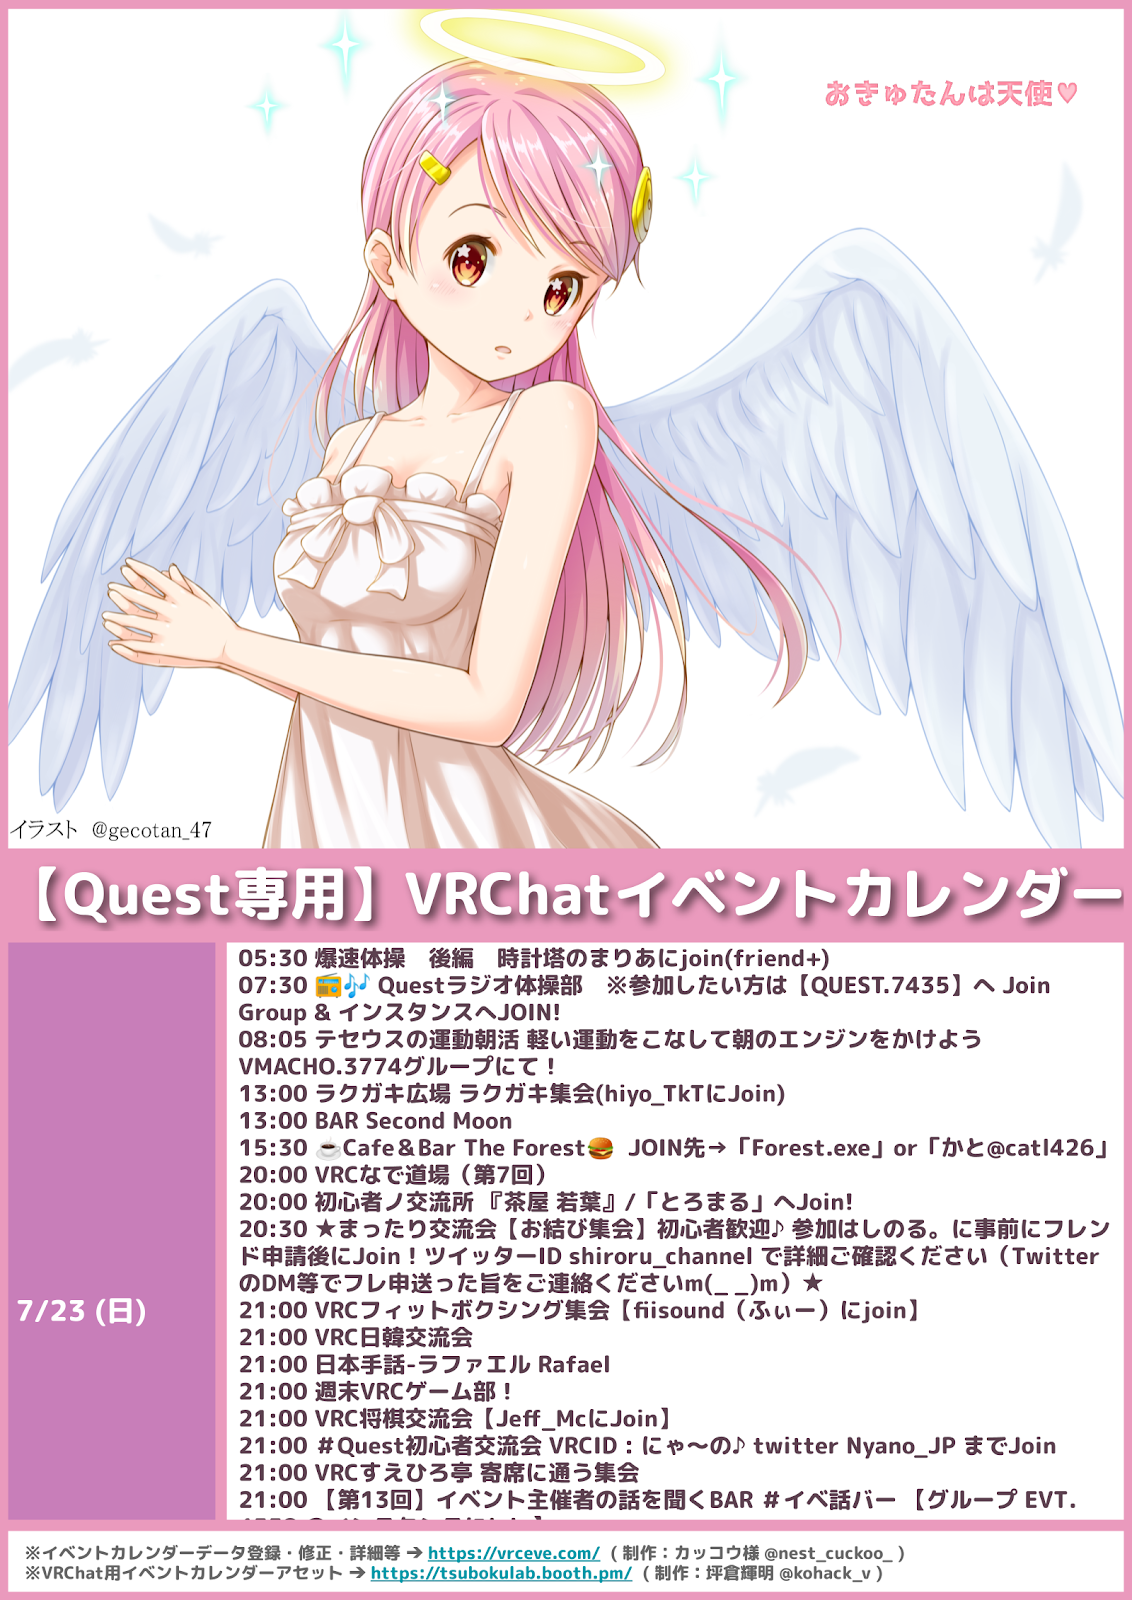 おきゅたんは天使♥
イラスト @gecotan_47
【Quest専用】VRChatイベントカレンダー
7/23 (日)
05:30 爆速体操　後編　時計塔のまりあにjoin(friend+)
07:30 📻🎶 Questラジオ体操部　※参加したい方は【QUEST.7435】へ Join
Group & インスタンスへJOIN!
08:05 テセウスの運動朝活 軽い運動をこなして朝のエンジンをかけよう
VMACHO.3774グループにて！
13:00 ラクガキ広場 ラクガキ集会(hiyo_TkTにJoin)
13:00 BAR Second Moon
15:30 ☕Cafe＆Bar The Forest🍔 JOIN先→「Forest.exe」or「かと@catl426」
20:00 VRCなで道場（第7回）
20:00 初心者ノ交流所 『茶屋 若葉』/「とろまる」へJoin!
20:30 ★まったり交流会【お結び集会】初心者歓迎♪ 参加はしのる。に事前にフレン
ド申請後にJoin！ツイッターID shiroru_channel で詳細ご確認ください（Twitter
のDM等でフレ申送った旨をご連絡くださいm(_ _)m）★
21:00 VRCフィットボクシング集会【fiisound（ふぃー）にjoin】
21:00 VRC日韓交流会
21:00 日本手話-ラファエル Rafael
21:00 週末VRCゲーム部！
21:00 VRC将棋交流会【Jeff_McにJoin】
21:00 ＃Quest初心者交流会 VRCID：にゃ～の♪ twitter Nyano_JP までJoin
21:00 VRCすえひろ亭 寄席に通う集会
21:00 【第13回】イベント主催者の話を聞くBAR ＃イベ話バー 【グループ EVT.
※イベントカレンダーデータ登録・修正・詳細等 ➔ https://vrceve.com/ （制作：カッコウ様 @nest_cuckoo_ ）
※VRChat用イベントカレンダーアセット ➔ https://tsubokulab.booth.pm/ （制作：坪倉輝明 @kohack_v ）